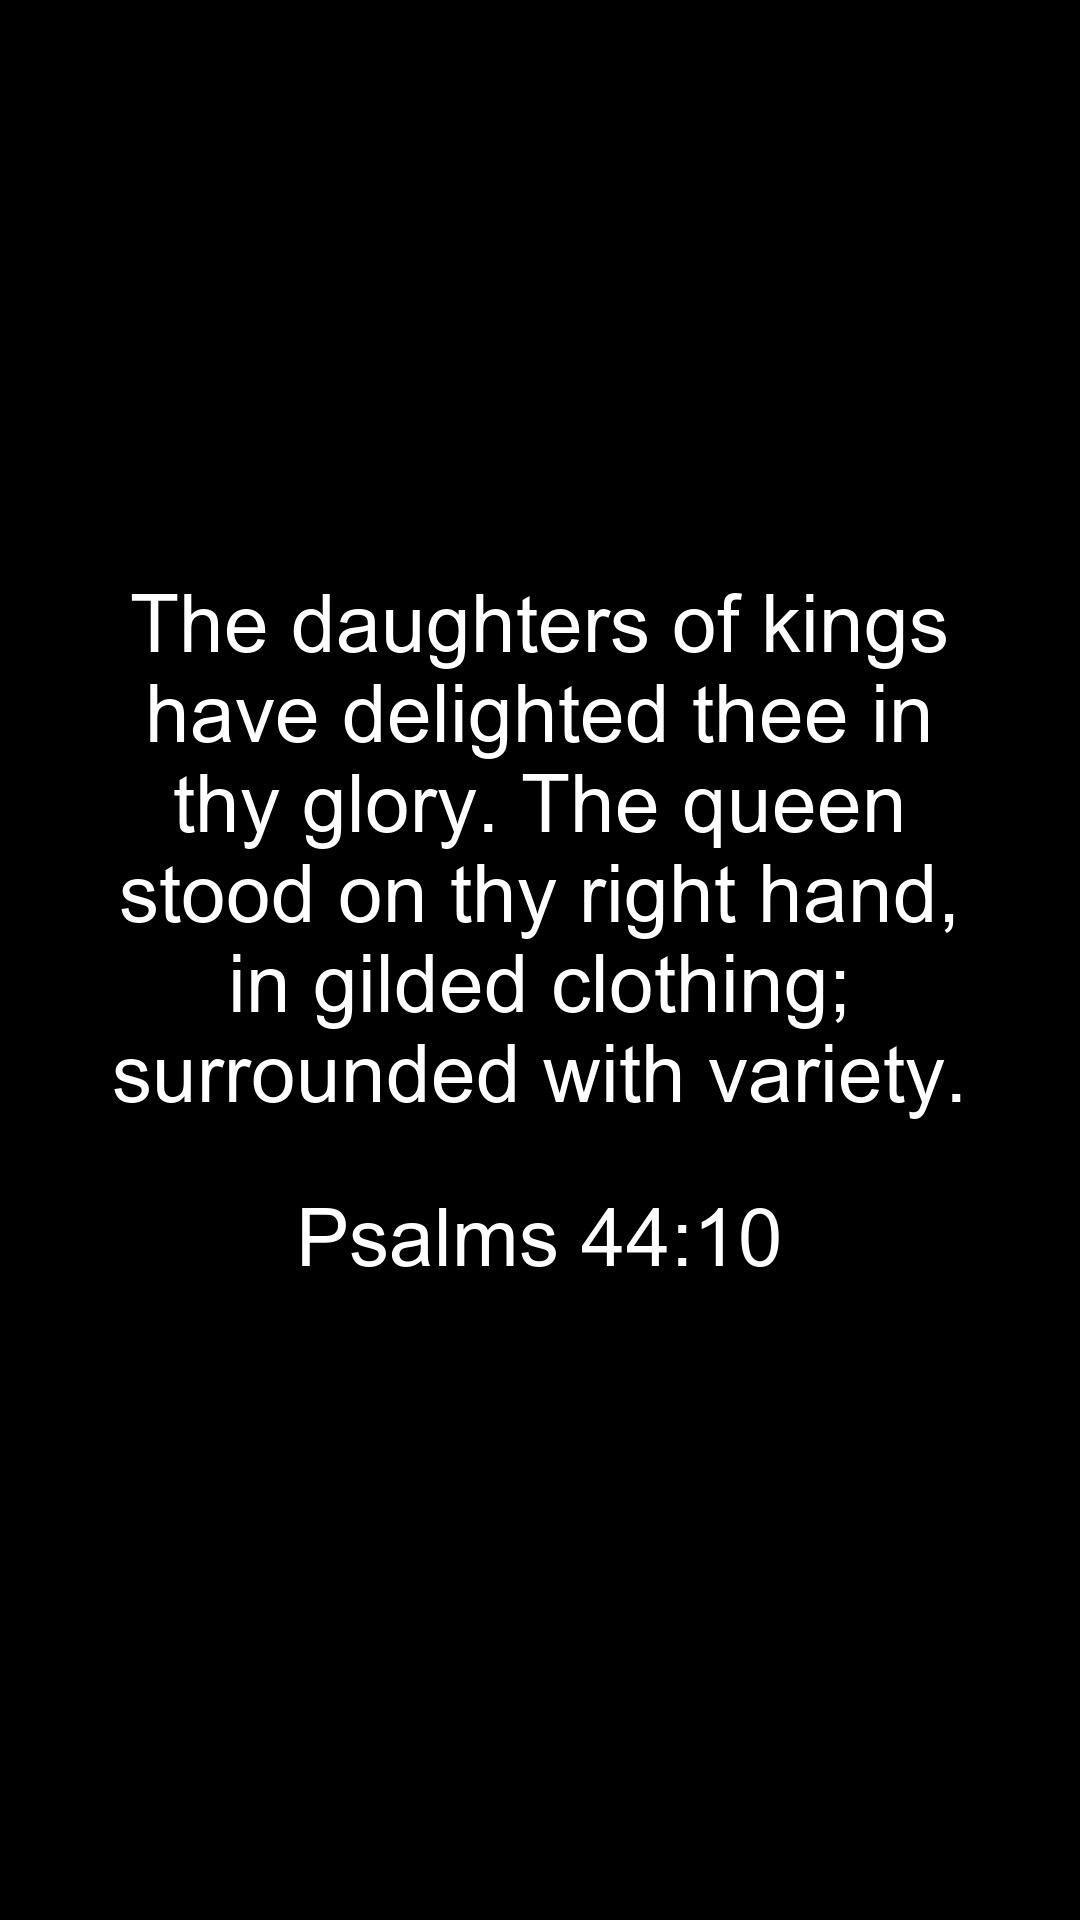 The daughters of kings
have delighted thee in
thy glory. The queen
stood on thy right hand,
in gilded clothing;
surrounded with variety.
Psalms 44:10